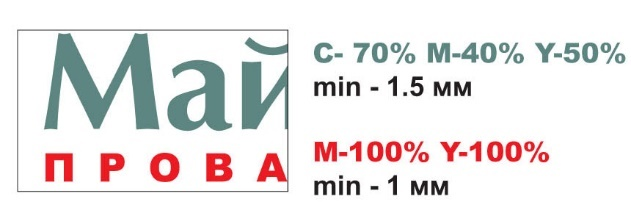 Май
ПРОВА
C- 70% M-40% Y-50%
min - 1.5 мм
M-100% Y-100%
min - 1 мм